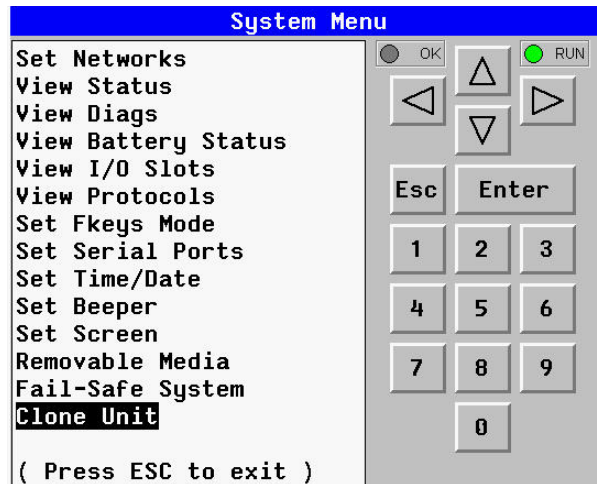 System Menu
Set Networks
View Status
View Diags
View Battery Status
View I/O Slots
View Protocols
Set Fkeys Mode
Set Serial Ports
Set Time/Date
Set Beeper
Set Screen
Removable Media
Fail-Safe System
Clone Unit
( Press ESC to exit )
OK
RUN
Esc
Enter
1
2
3
4
5
6
7
8
9
0